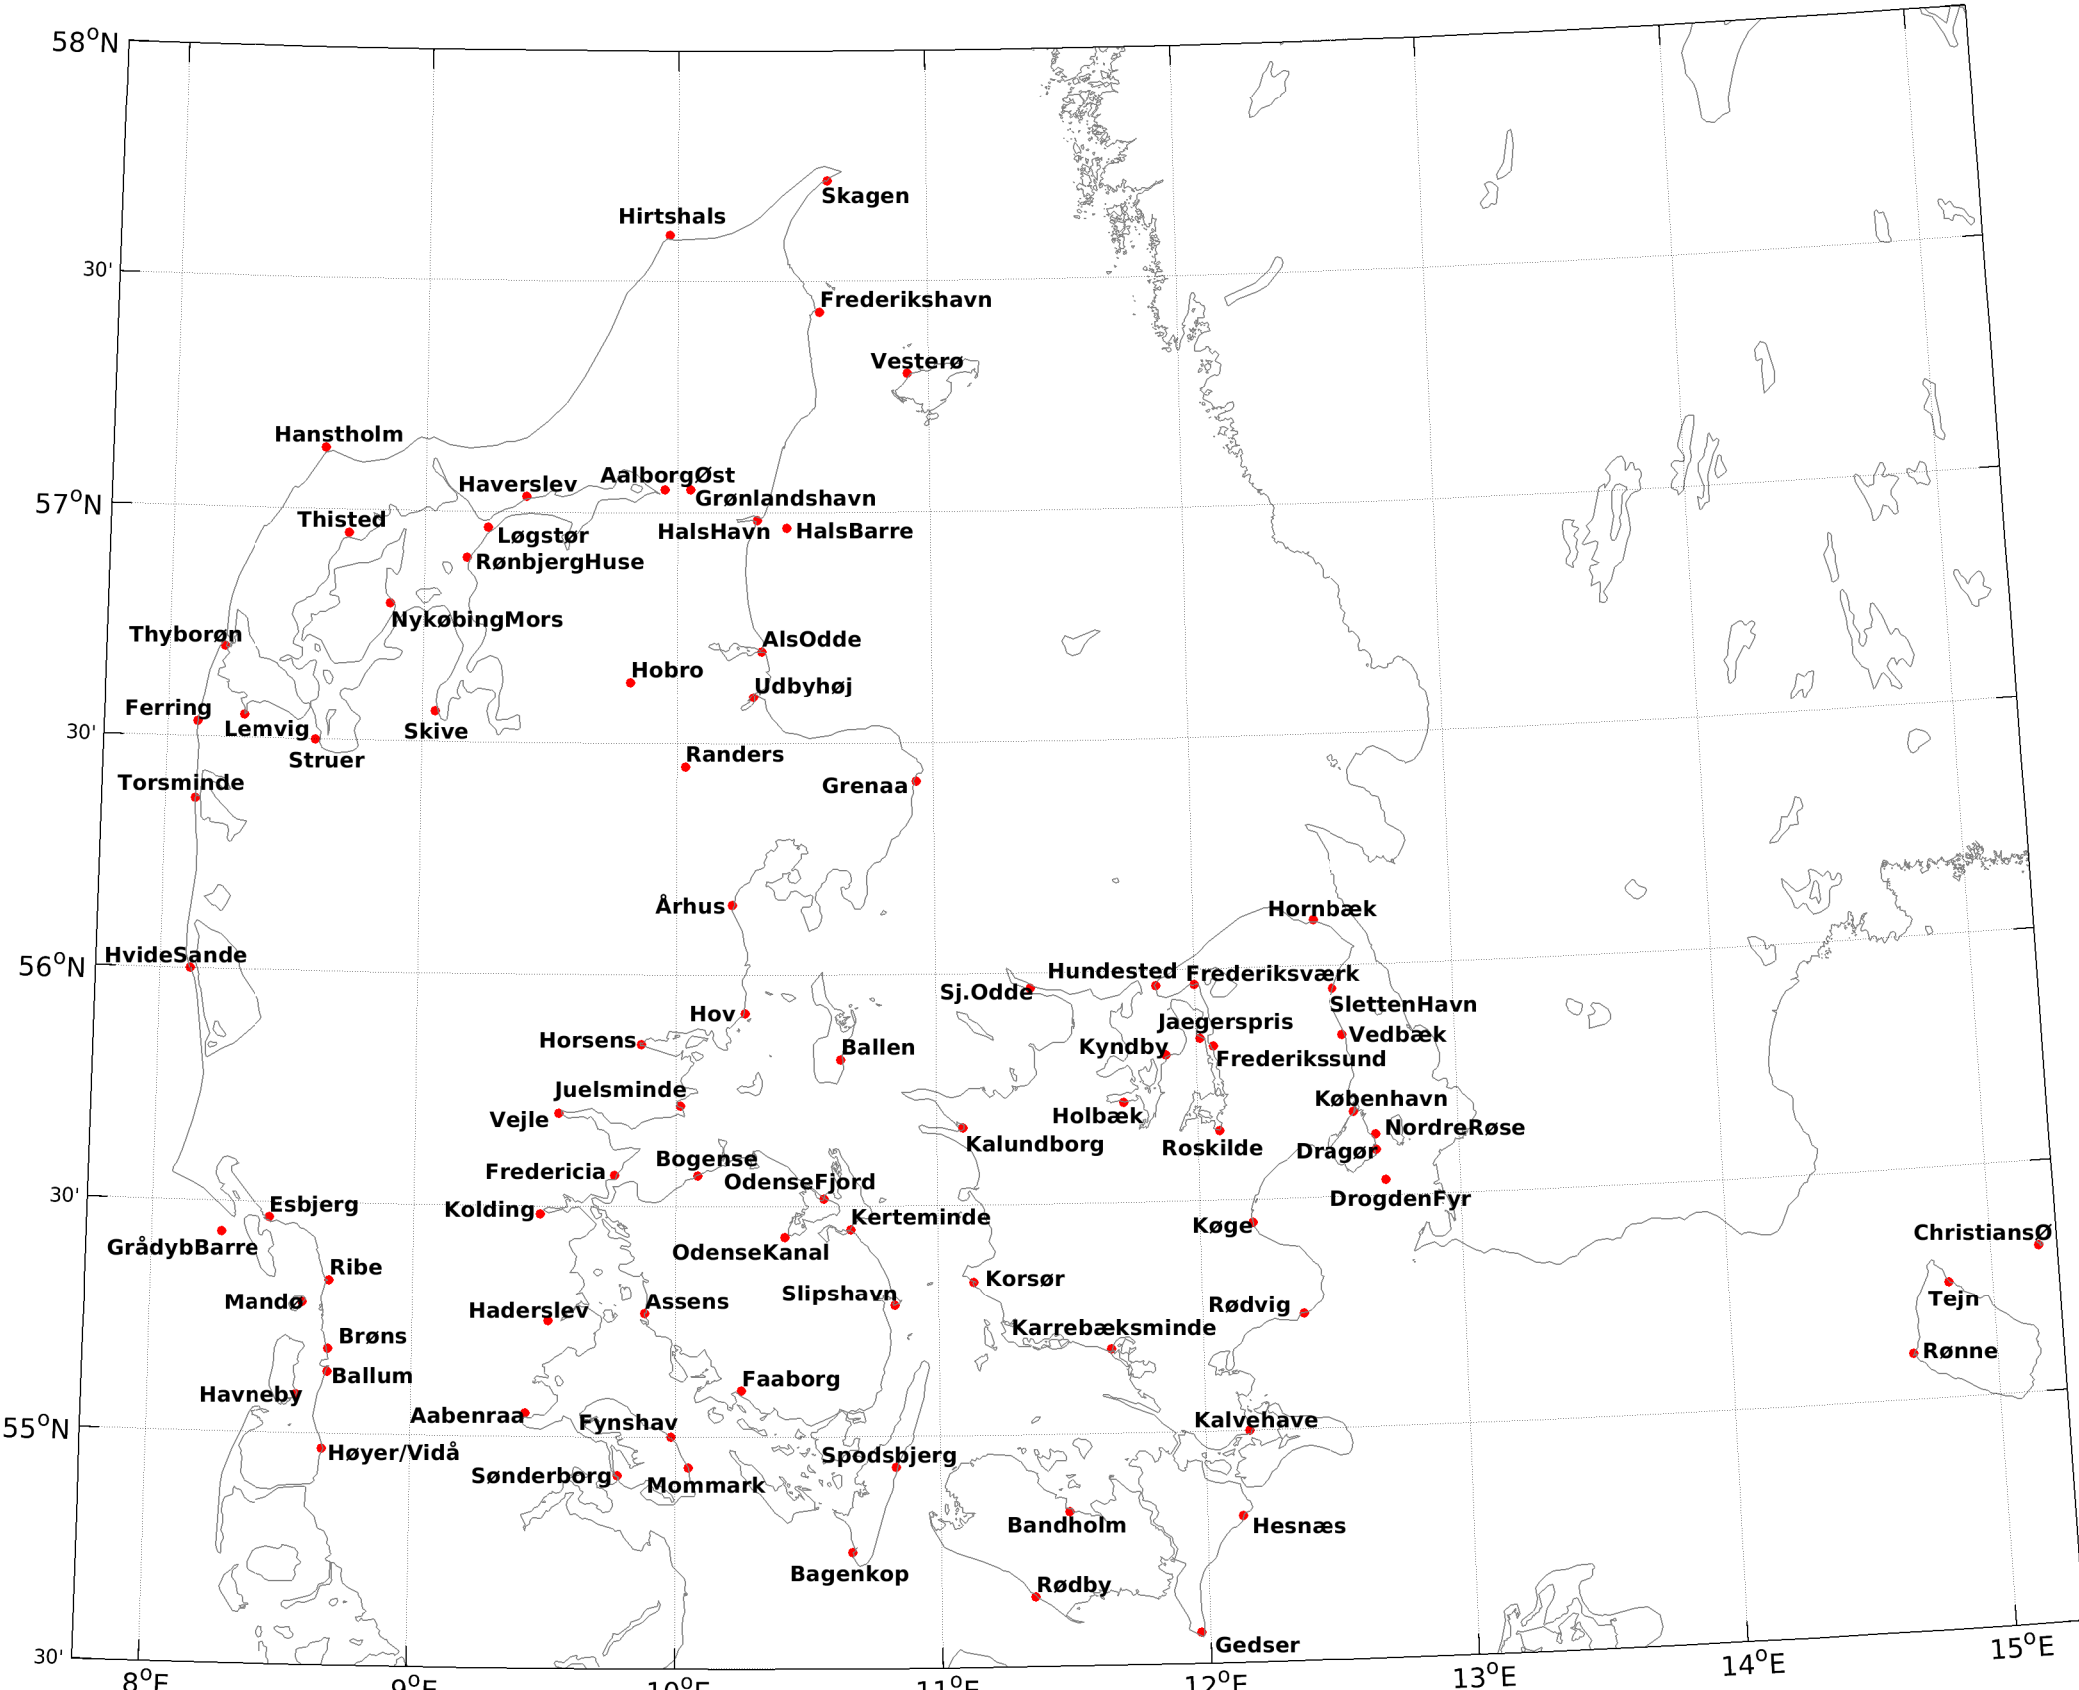 58°N
Skagen
Hirtshals
30'
Frederikshavn
Vesterø
Hanstholm
AalborgØst
Haverslev
Grønlandshavn
57°N
Thisted
HalsHavn
HalsBarre
Løgstør
RønbjergHuse
NykøbingMors
Thyborøn
AlsOdde
Hobro
Udbyhøj
Ferring
Lemvig
Skive
30'
Struer
Randers
Torsminde
Grenaa
Århus
Hornbæk
HvideSande
56°N
Hundested
Frederiksværk
Sj.Odde
SlettenHavn
Hov
Jaegerspris
Vedbæk
Horsens
Ballen
Kyndby
Frederikssund
Juelsminde
København
Vejle
Holbæk
NordreRøse
Kalundborg
Roskilde
Dragør
Bogense
Fredericia
OdenseFjord
30'
DrogdenFyr
Esbjerg
Kolding
Kerteminde
Køge
ChristiansØ
GrådybBarre
OdenseKanal
Ribe
Korsør
Slipshavn
Tejn
Mandø
Assens
Rødvig
Haderslev
Karrebæksminde
Brøns
Rønne
Ballum
Faaborg
Havneby
Aabenraa
Fynshav
Kalvehave
55°N
Høyer/Vidå
Spodsbjerg
Sønderborg
Mommark
Bandholm
Hesnæs
Bagenkop
Rødby
Gedser
30'
8°E
9°E
10°E
11°E
12°E
13°E
14°E
15°E